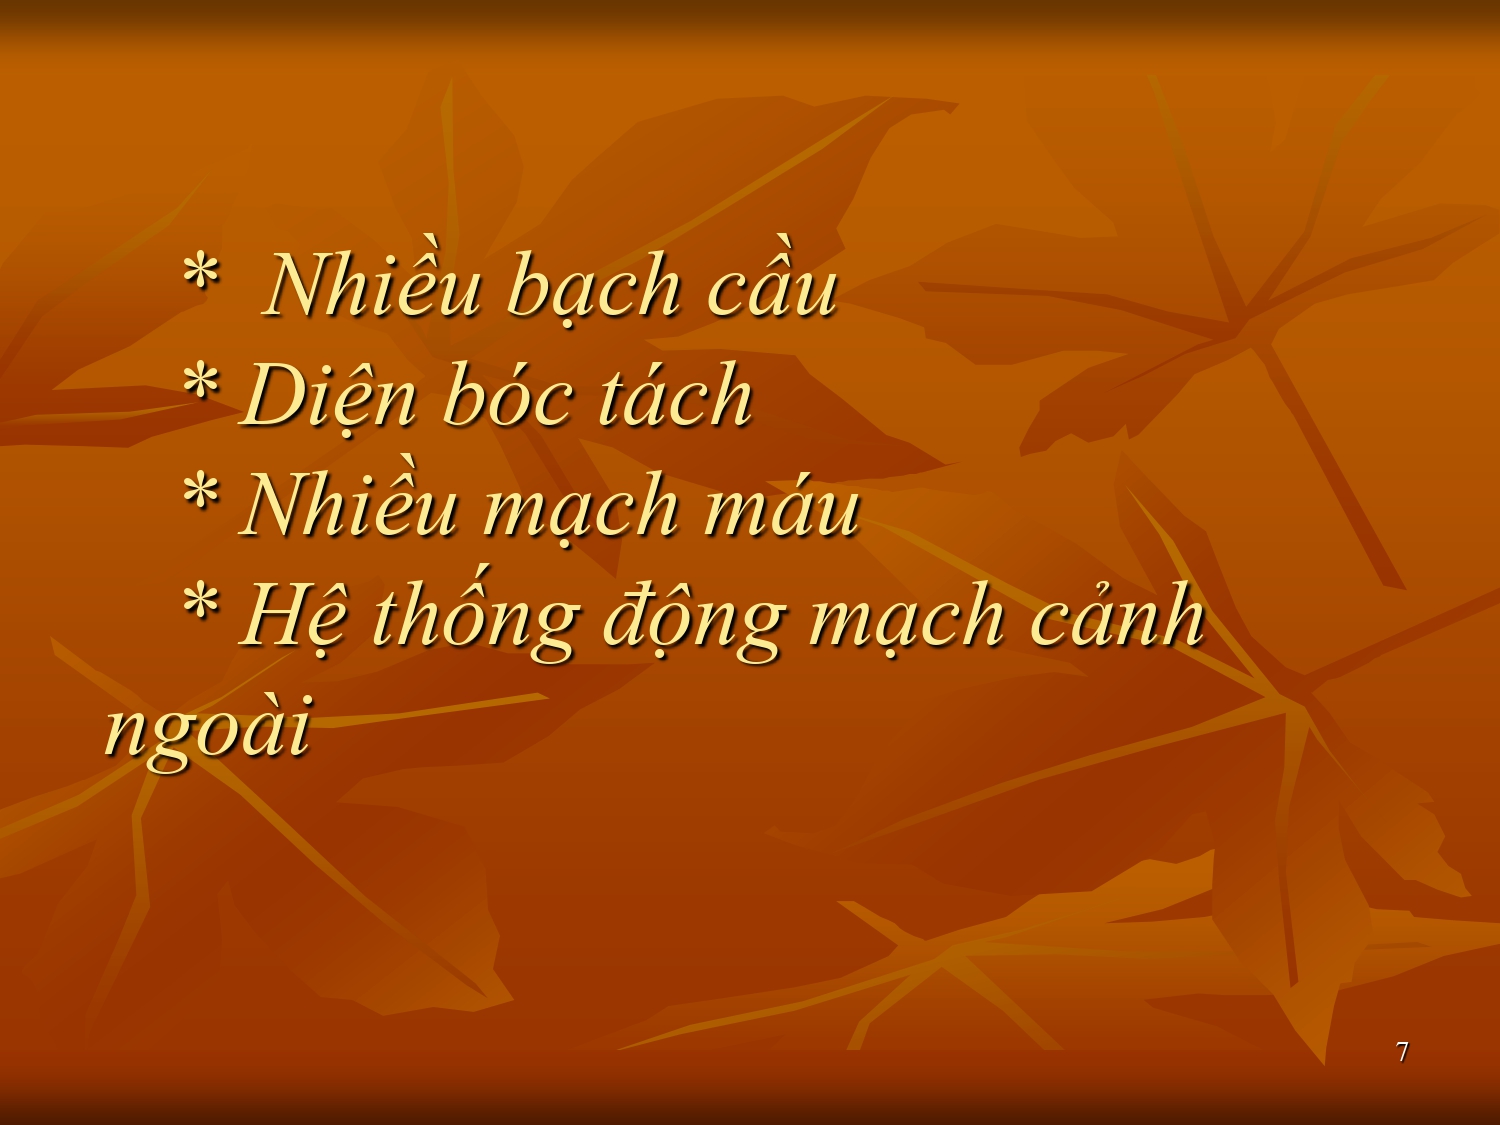 * Nhiều bạch cầu
* Diện bóc tách
* Nhiều mạch máu
* Hệ thống động mạch cảnh
ngoài
7